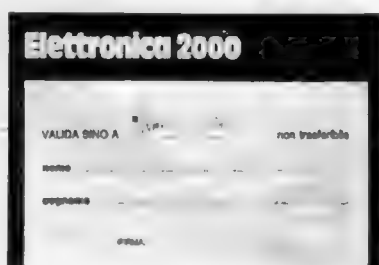 Elettronica 2000
VALIDA SINO A non trasferibile
nome
cognome
FIRMA